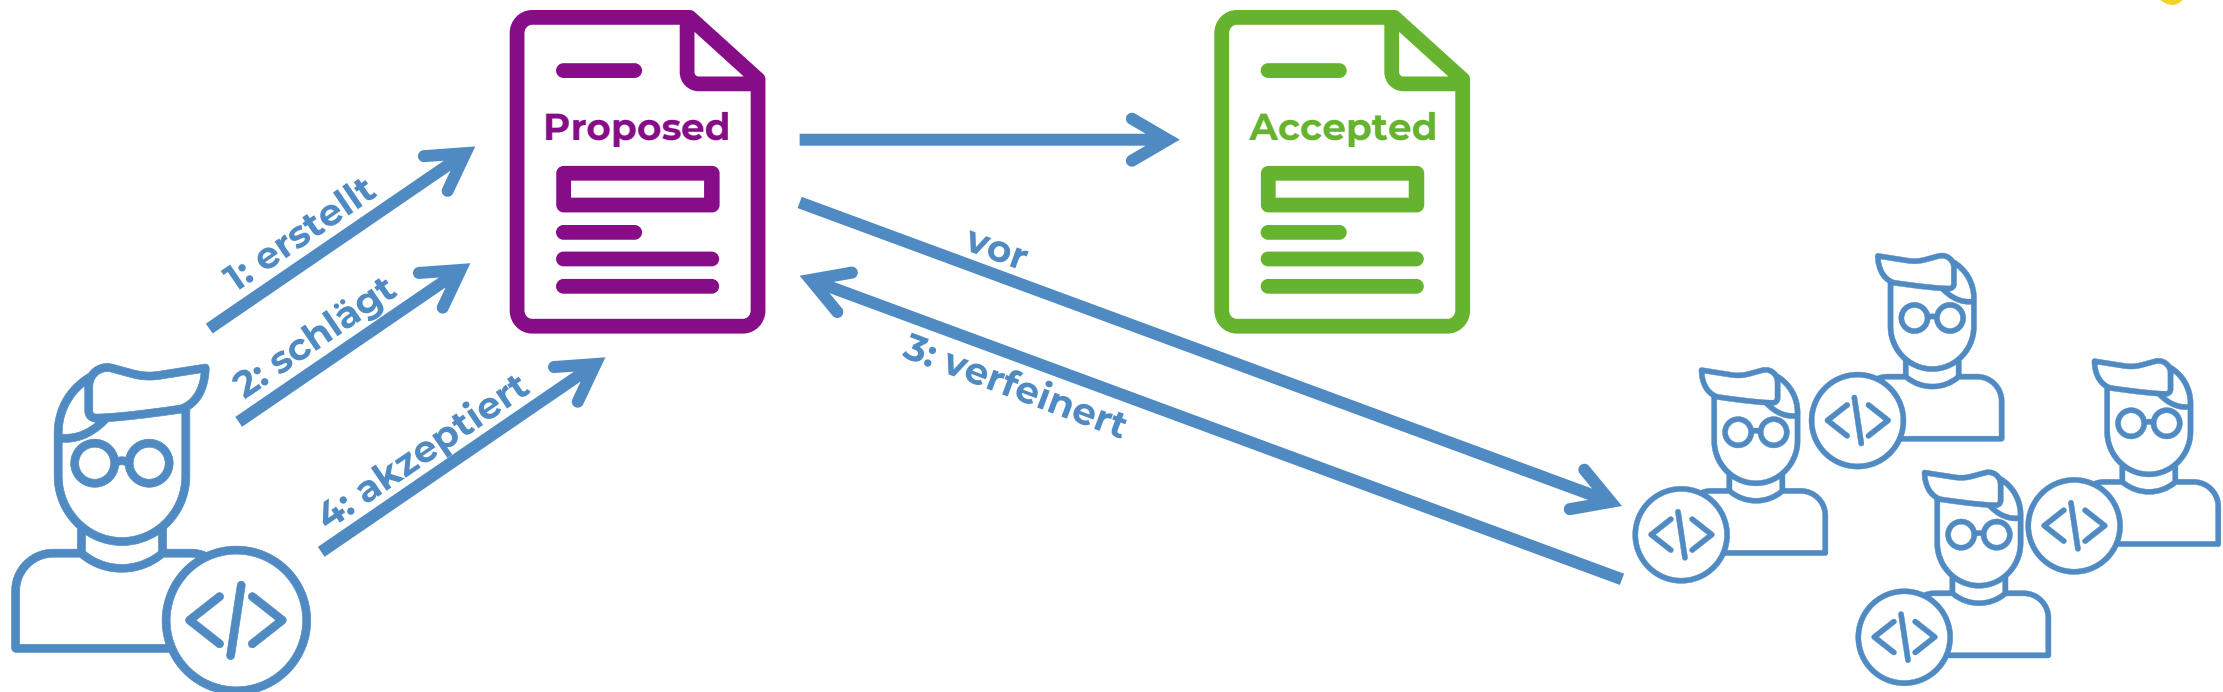 Proposed
Accepted
1: erstellt
2: schlägt
vor
3: verfeinert
4: akzeptiert
</>
</>
</>
</>
</>